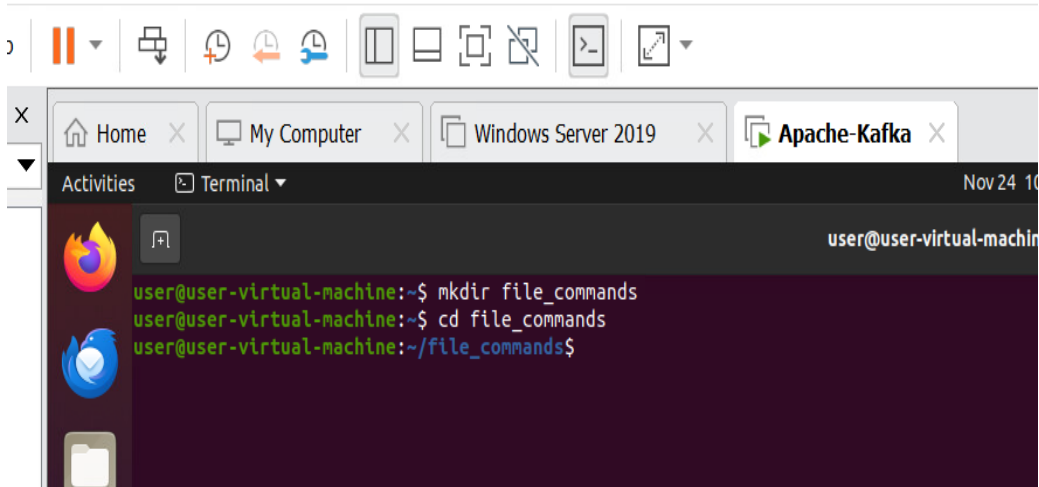 Home My Computer Windows Server 2019 Apache-Kafka
Activities Terminal Nov 24 10
user@user-virtual-machin
user@user-virtual-machine:~$ mkdir file_commands
user@user-virtual-machine:~$ cd file_commands
user@user-virtual-machine:~/file_commands$